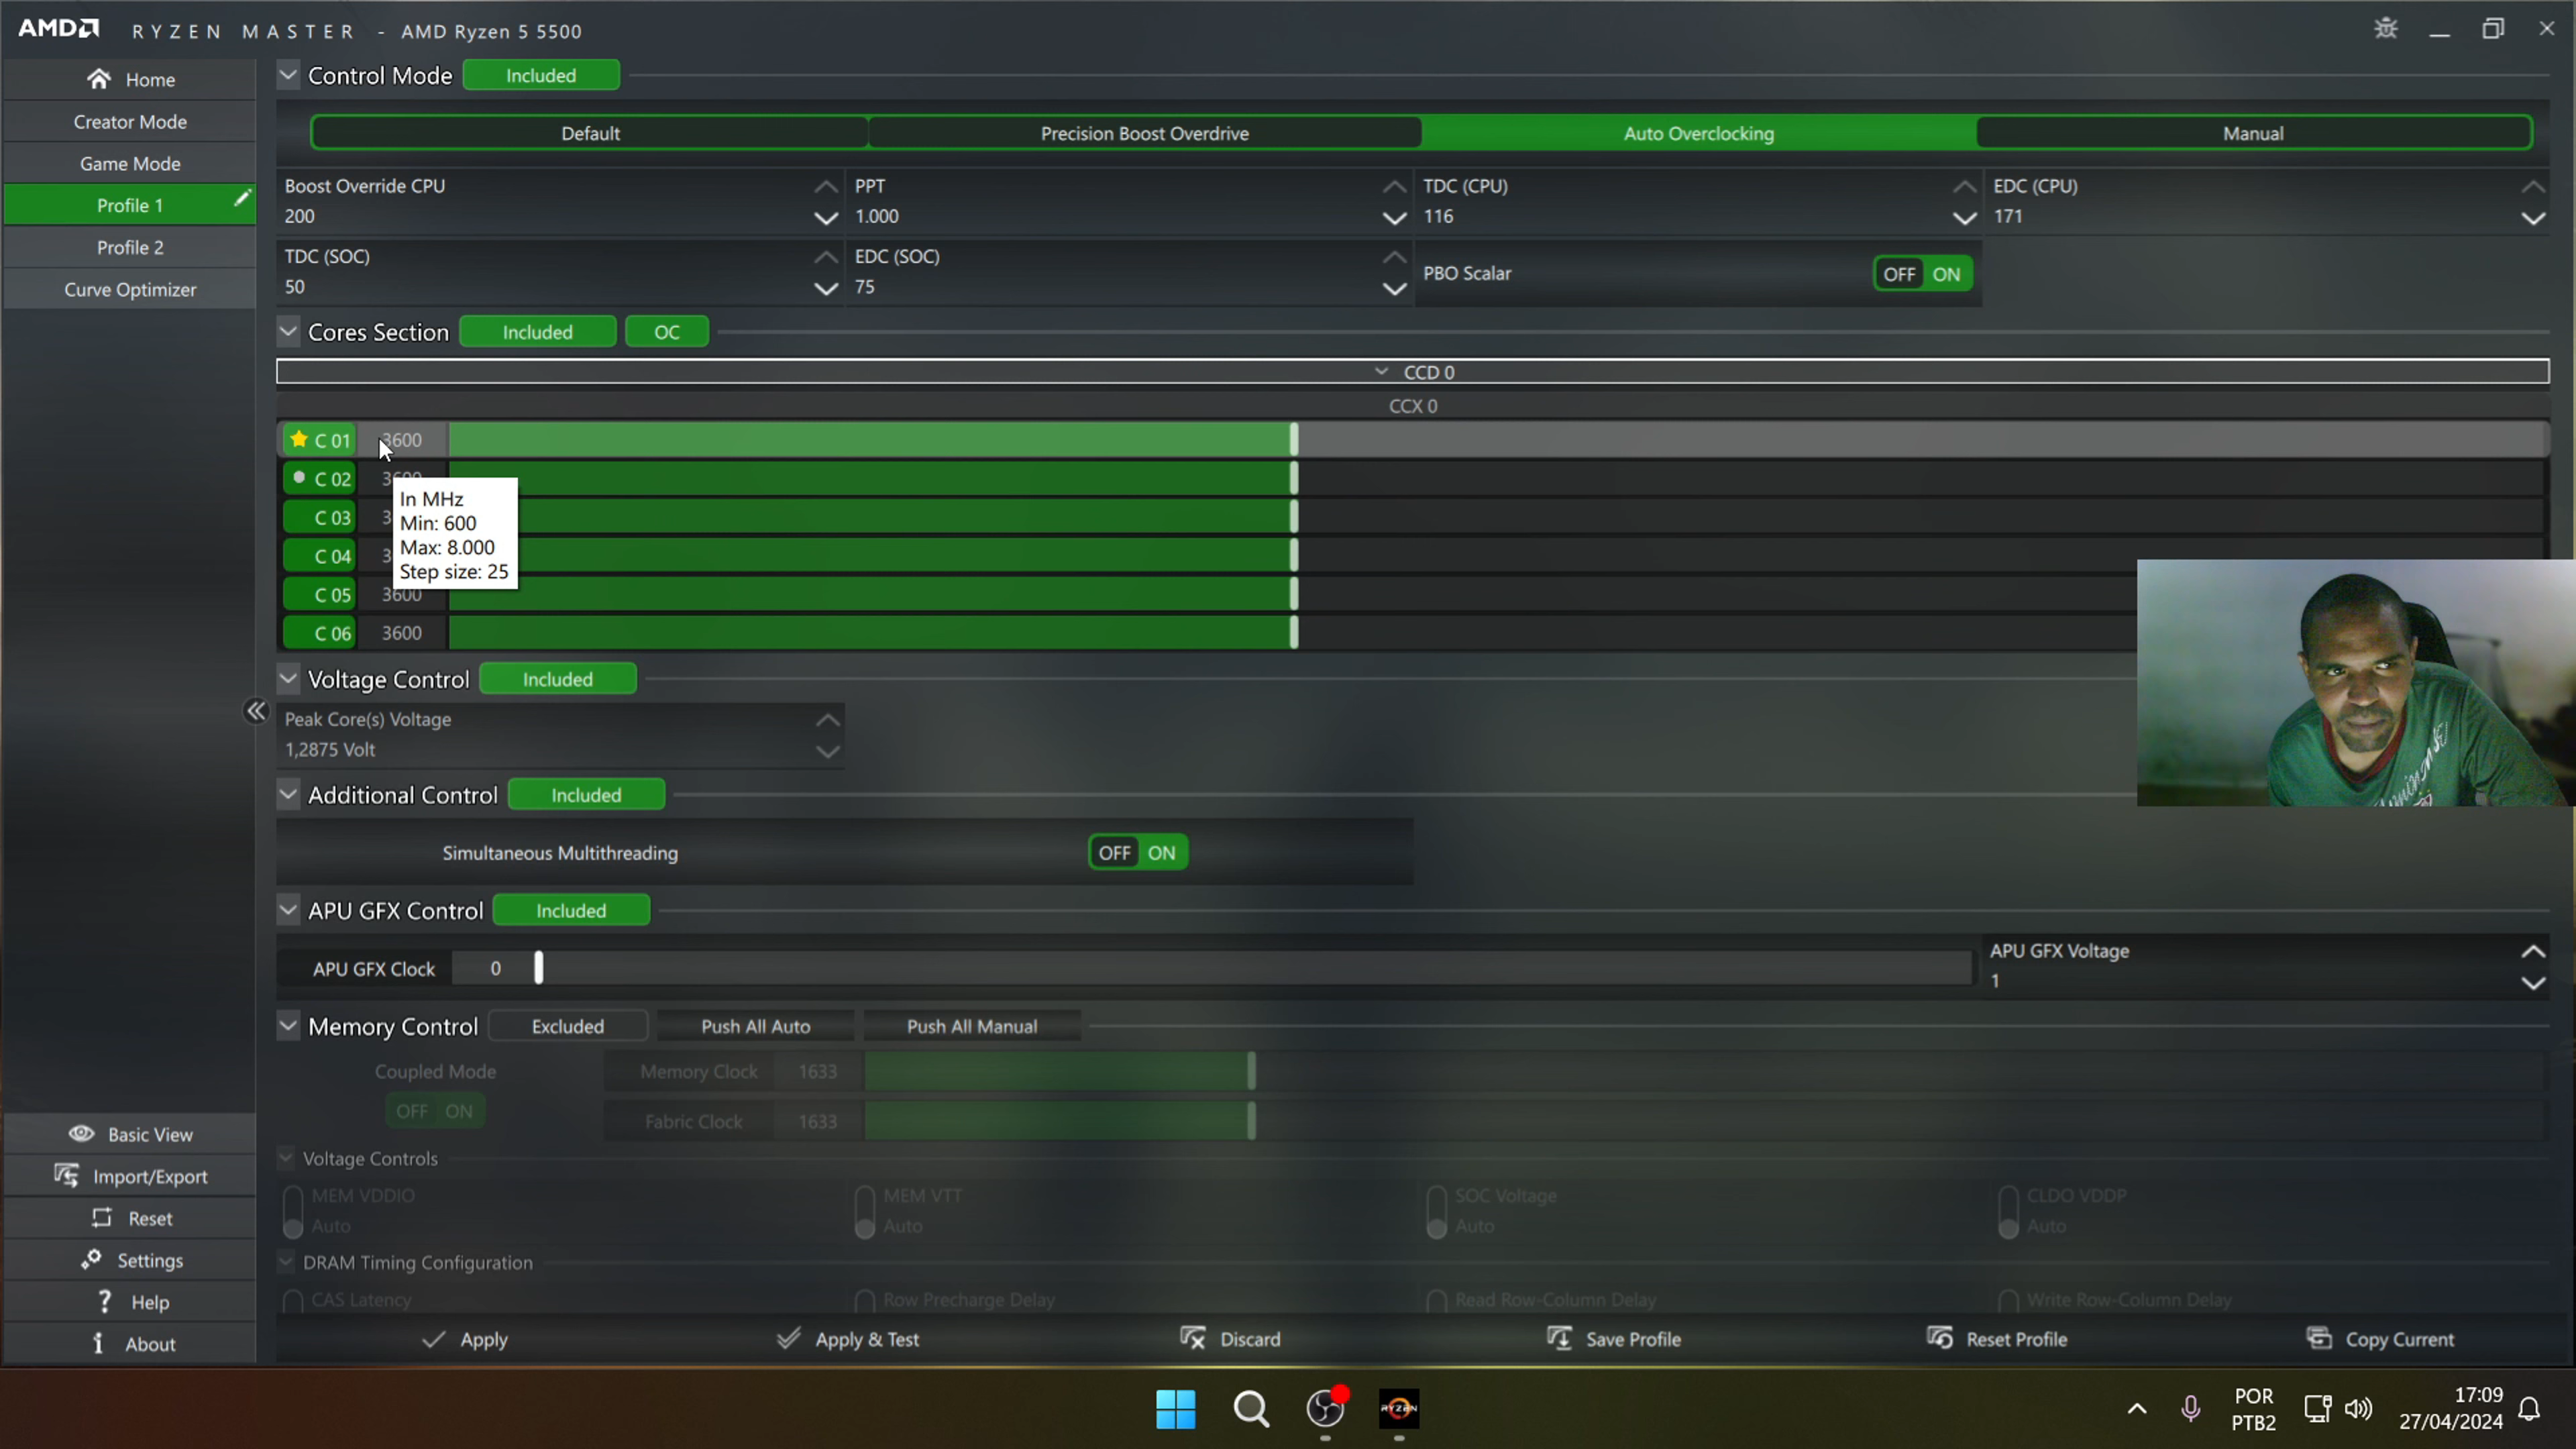 AMD RYZEN MASTER - AMD Ryzen 5 5500
Home
Creator Mode
Game Mode
Profile 1
Profile 2
Curve Optimizer
Control Mode Included
Default Precision Boost Overdrive Auto Overclocking Manual
Boost Override CPU PPT TDC (CPU) EDC (CPU)
200 1.000 116 171
TDC (SOC) EDC (SOC) PBO Scalar OFF ON
50 75
Cores Section Included OC
CCD 0
CCX 0
C 01 3600
C 02
C 03
C 04
C 05 3600
C 06 3600
In MHz
Min: 600
Max: 8.000
Step size: 25
Voltage Control Included
Peak Core(s) Voltage
1,2875 Volt
Additional Control Included
Simultaneous Multithreading OFF ON
APU GFX Control Included
APU GFX Clock 0 APU GFX Voltage
1
Memory Control Excluded Push All Auto Push All Manual
Coupled Mode Memory Clock 1633
OFF ON Fabric Clock 1633
Voltage Controls
MEM VDDIO MEM VTT SOC Voltage CLDO VDDP
Auto Auto Auto Auto
DRAM Timing Configuration
CAS Latency Row Precharge Delay Read Row-Column Delay Write Row-Column Delay
Basic View
Import/Export
Reset
Settings
Help
About
Apply Apply & Test Discard Save Profile Reset Profile Copy Current
RYZEN
POR
PTB2
17:09
27/04/2024